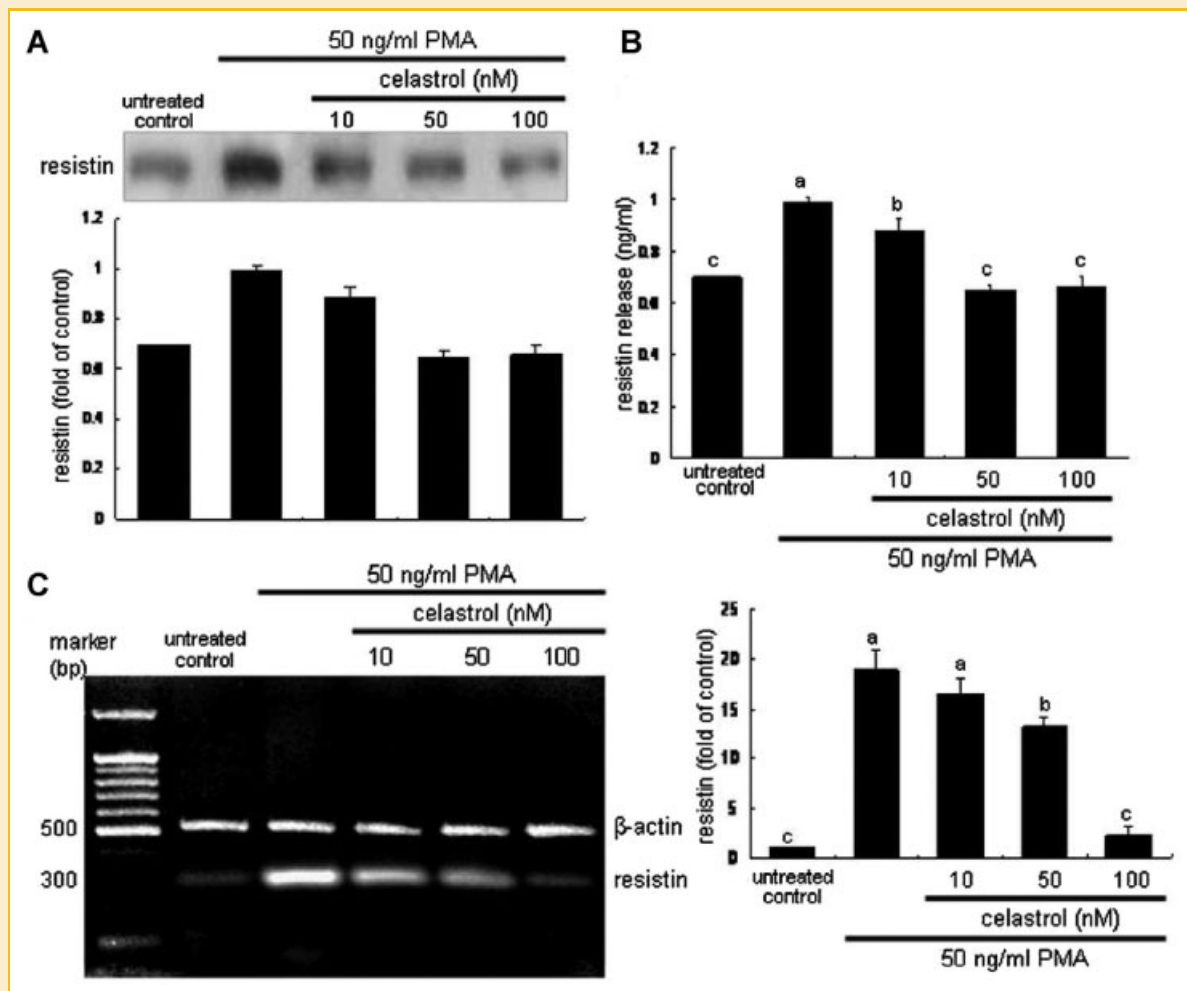 A
50 ng/ml PMA
celastrol (nM)
untreated
control
10 50 100
resistin
resistin (fold of control)
1.2
1
0.8
0.6
0.4
0.2
0
B
resistin release (ng/ml)
1.2
1
0.8
0.6
0.4
0.2
0
c a b c c
untreated
control
10 50 100
celastrol (nM)
50 ng/ml PMA
C
50 ng/ml PMA
celastrol (nM)
marker
(bp)
untreated
control
10 50 100
500
300
β-actin
resistin
resistin (fold of control)
25
20
15
10
5
0
c a a b c
untreated
control
10 50 100
celastrol (nM)
50 ng/ml PMA